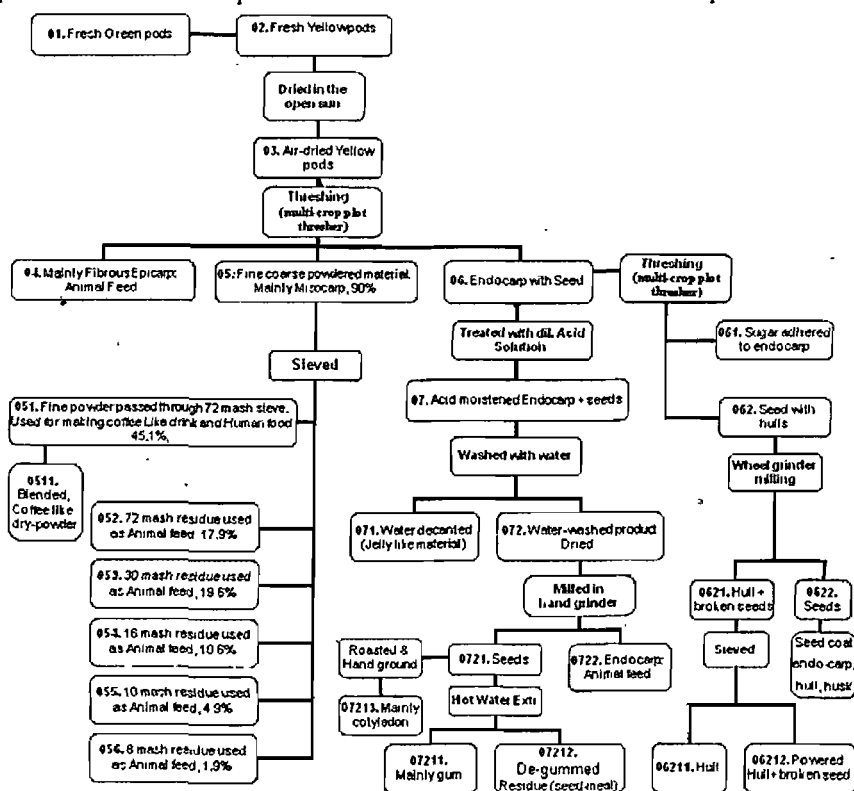 01. Fresh Green pods
02. Fresh Yellowpods
Dried in the
open sun
03. Air-dried Yellow
pods
Threshing
(multi-crop plot
thresher)
04. Mainly Fibrous Epicarp:
Animal Feed
05. Fine coarse powdered material.
Mainly Mizocarp, 90%
06. Endocarp with Seed
Threshing
(multi-crop plot
thresher)
Treated with dil. Acid
Solution
061. Sugar adhered
to endocarp
Sieved
07. Acid moistened Endocarp + seeds
062. Seed with
hulls
051. Fine powder passed through 72 mash sieve.
Used for making coffee Like drink and Human food
45.1%,
Washed with water
Wheel grinder
milling
0511.
Blended,
Coffee like
dry-powder
052. 72 mash residue used
as Animal feed, 17.9%
071. Water decanted
(Jelly like material)
072. Water-washed product
Dried
053. 30 mash residue used
as Animal feed, 19.6%
Milled in
hand grinder
0621. Hull +
broken seeds
0622.
Seeds
054. 16 mash residue used
as Animal feed, 10.6%
Roasted &
Hand ground
0721. Seeds
0722. Endocarp:
Animal feed
Sieved
Seed coat
endo-carp,
hull, husk
055. 10 mash residue used
as Animal feed, 4.9%
07213. Mainly
cotyledon
Hot Water Extr
056. 8 mash residue used
as Animal feed, 1.9%
07211.
Mainly gum
07212.
De-gummed
Residue (seed-meal)
06211. Hull
06212. Powered
Hull + broken seed